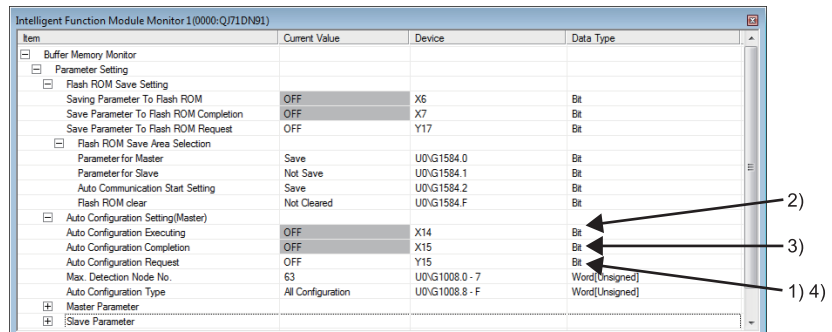 Intelligent Function Module Monitor 1(0000:QJ71DN91)
Item Current Value Device Data Type
Buffer Memory Monitor
Parameter Setting
Flash ROM Save Setting
Saving Parameter To Flash ROM OFF X6 Bit
Save Parameter To Flash ROM Completion OFF X7 Bit
Save Parameter To Flash ROM Request OFF Y17 Bit
Flash ROM Save Area Selection
Parameter for Master Save U0\G1584.0 Bit
Parameter for Slave Not Save U0\G1584.1 Bit
Auto Communication Start Setting Save U0\G1584.2 Bit
Flash ROM clear Not Cleared U0\G1584.F Bit
2)
Auto Configuration Setting(Master)
Auto Configuration Executing OFF X14 Bit
Auto Configuration Completion OFF X15 Bit 3)
Auto Configuration Request OFF Y15 Bit
Max. Detection Node No. 63 U0\G1008.0 - 7 Word[Unsigned]
Auto Configuration Type All Configuration U0\G1008.8 - F Word[Unsigned] 1) 4)
Master Parameter
Slave Parameter